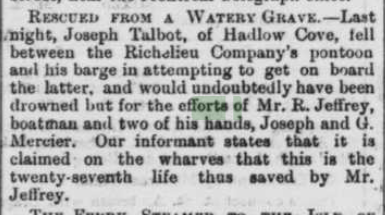 RESCUED FROM A WATERY GRAVE.—Last
night, Joseph Talbot, of Hadlow Cove, fell
between the Richelieu Company's pontoon
and his barge in attempting to get on board
the latter, and would undoubtedly have been
drowned but for the efforts of Mr. R. Jeffrey,
boatman and two of his hands, Joseph and G.
Mercier. Our informant states that it is
claimed on the wharves that this is the
twenty-seventh life thus saved by Mr.
Jeffrey.